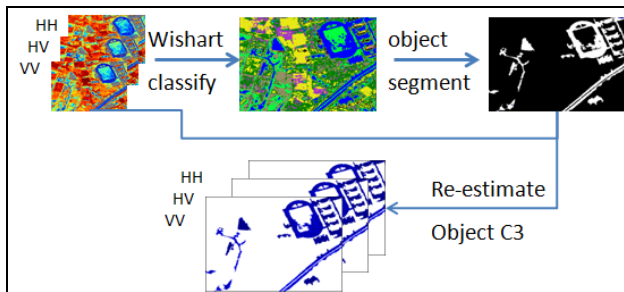 HH
HV
VV
Wishart
classify
object
segment
HH
HV
VV
Re-estimate
Object C3